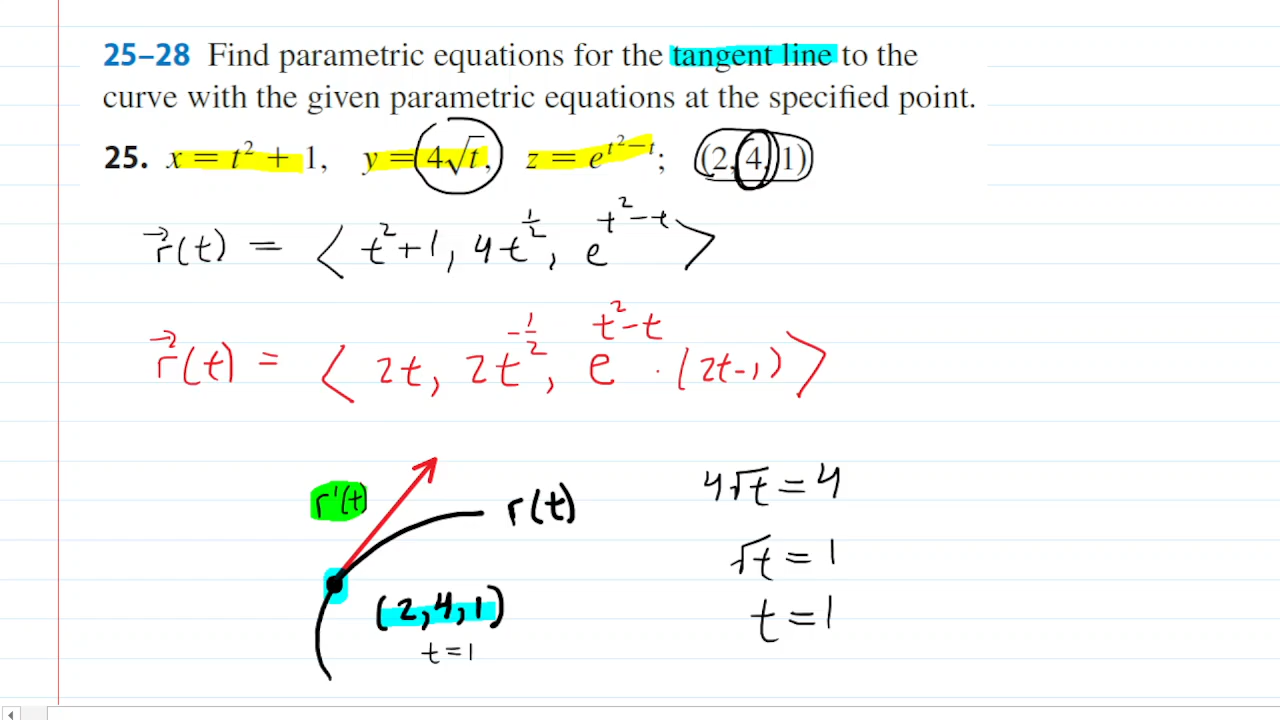 25–28 Find parametric equations for the tangent line to the
curve with the given parametric equations at the specified point.
25. x = t² + 1, y = 4√t, z = e^(t²−t); (2, 4, 1)
r⃗(t) = ⟨ t²+1, 4t^(1/2), e^(t²−t) ⟩
r⃗(t) = ⟨ 2t, 2t^(−1/2), e^(t²−t) · (2t−1) ⟩
r'(t)
r(t)
(2,4,1)
t=1
4√t = 4
√t = 1
t = 1